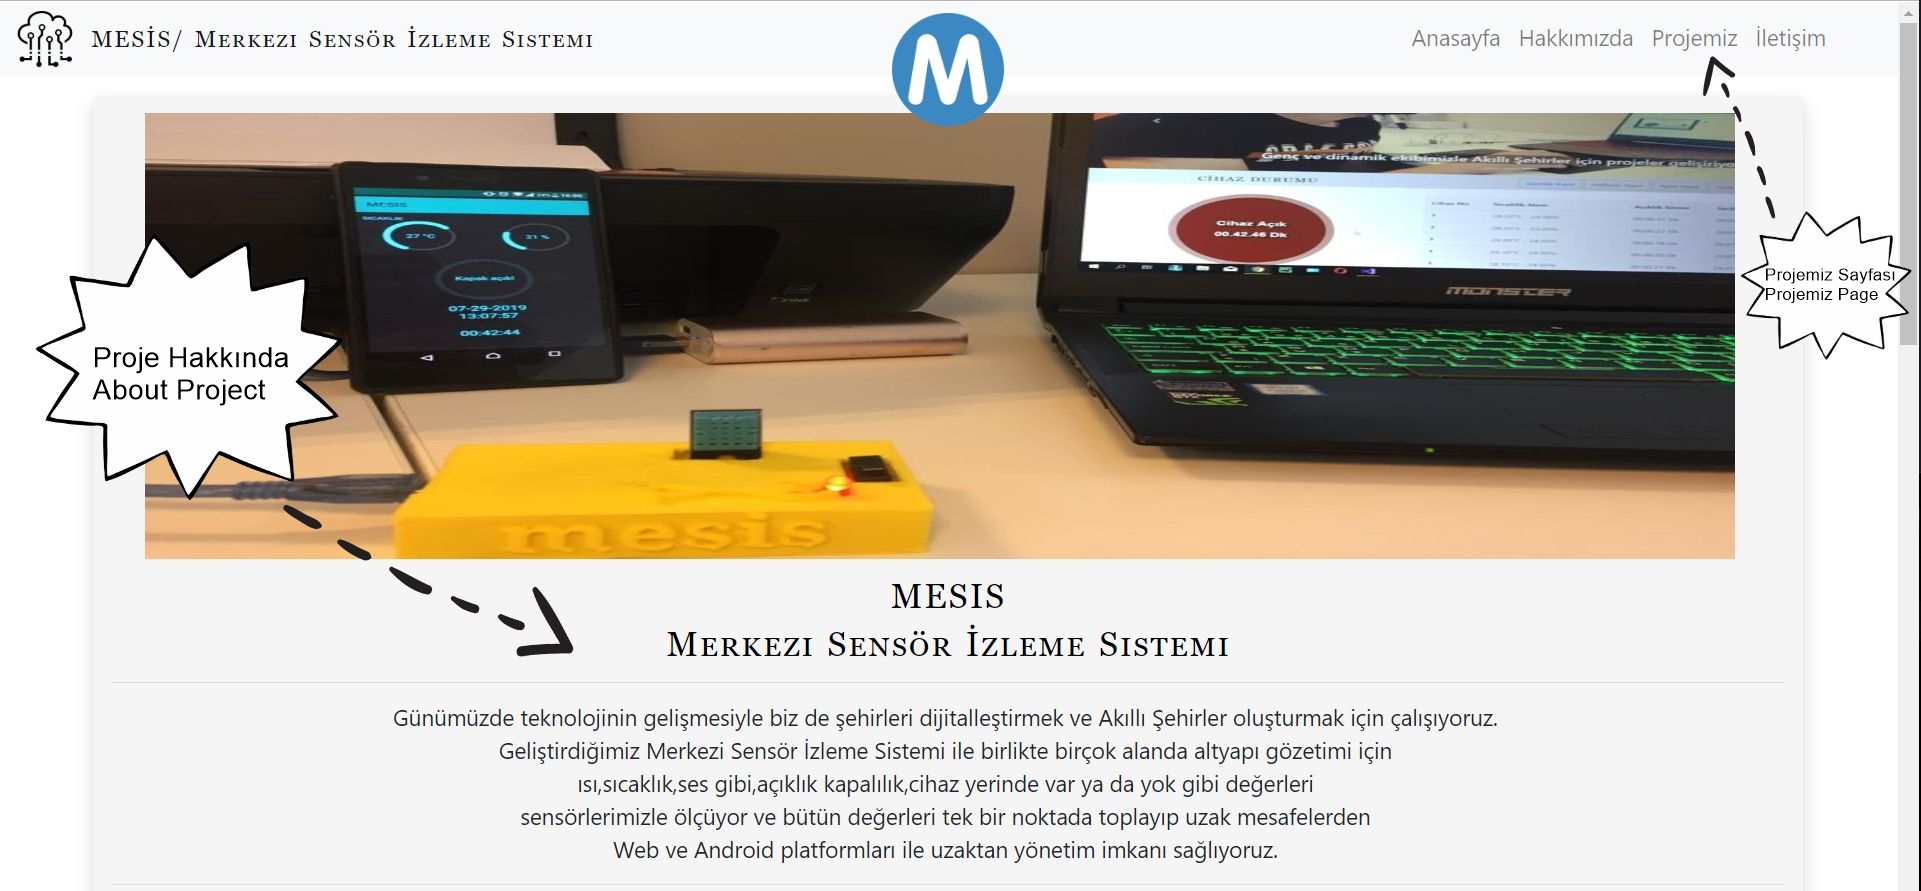 MESİS/ Merkezi Sensör İzleme Sistemi
M
Anasayfa Hakkımızda Projemiz İletişim
Genç ve dinamik ekibimizle Akıllı Şehirler için projeler geliştiriyo
CİHAZ DURUMU
Cihaz Açık
00.42.46 Dk
Cihaz No
MESIS
SICAKLIK
27 °C
21 %
Kapak açık!
07-29-2019
13:07:57
00:42:44
MONSTER
mesis
Proje Hakkında
About Project
Projemiz Sayfası
Projemiz Page
MESIS
Merkezi Sensör İzleme Sistemi
Günümüzde teknolojinin gelişmesiyle biz de şehirleri dijitalleştirmek ve Akıllı Şehirler oluşturmak için çalışıyoruz.
Geliştirdiğimiz Merkezi Sensör İzleme Sistemi ile birlikte birçok alanda altyapı gözetimi için
ısı,sıcaklık,ses gibi,açıklık kapalılık,cihaz yerinde var ya da yok gibi değerleri
sensörlerimizle ölçüyor ve bütün değerleri tek bir noktada toplayıp uzak mesafelerden
Web ve Android platformları ile uzaktan yönetim imkanı sağlıyoruz.